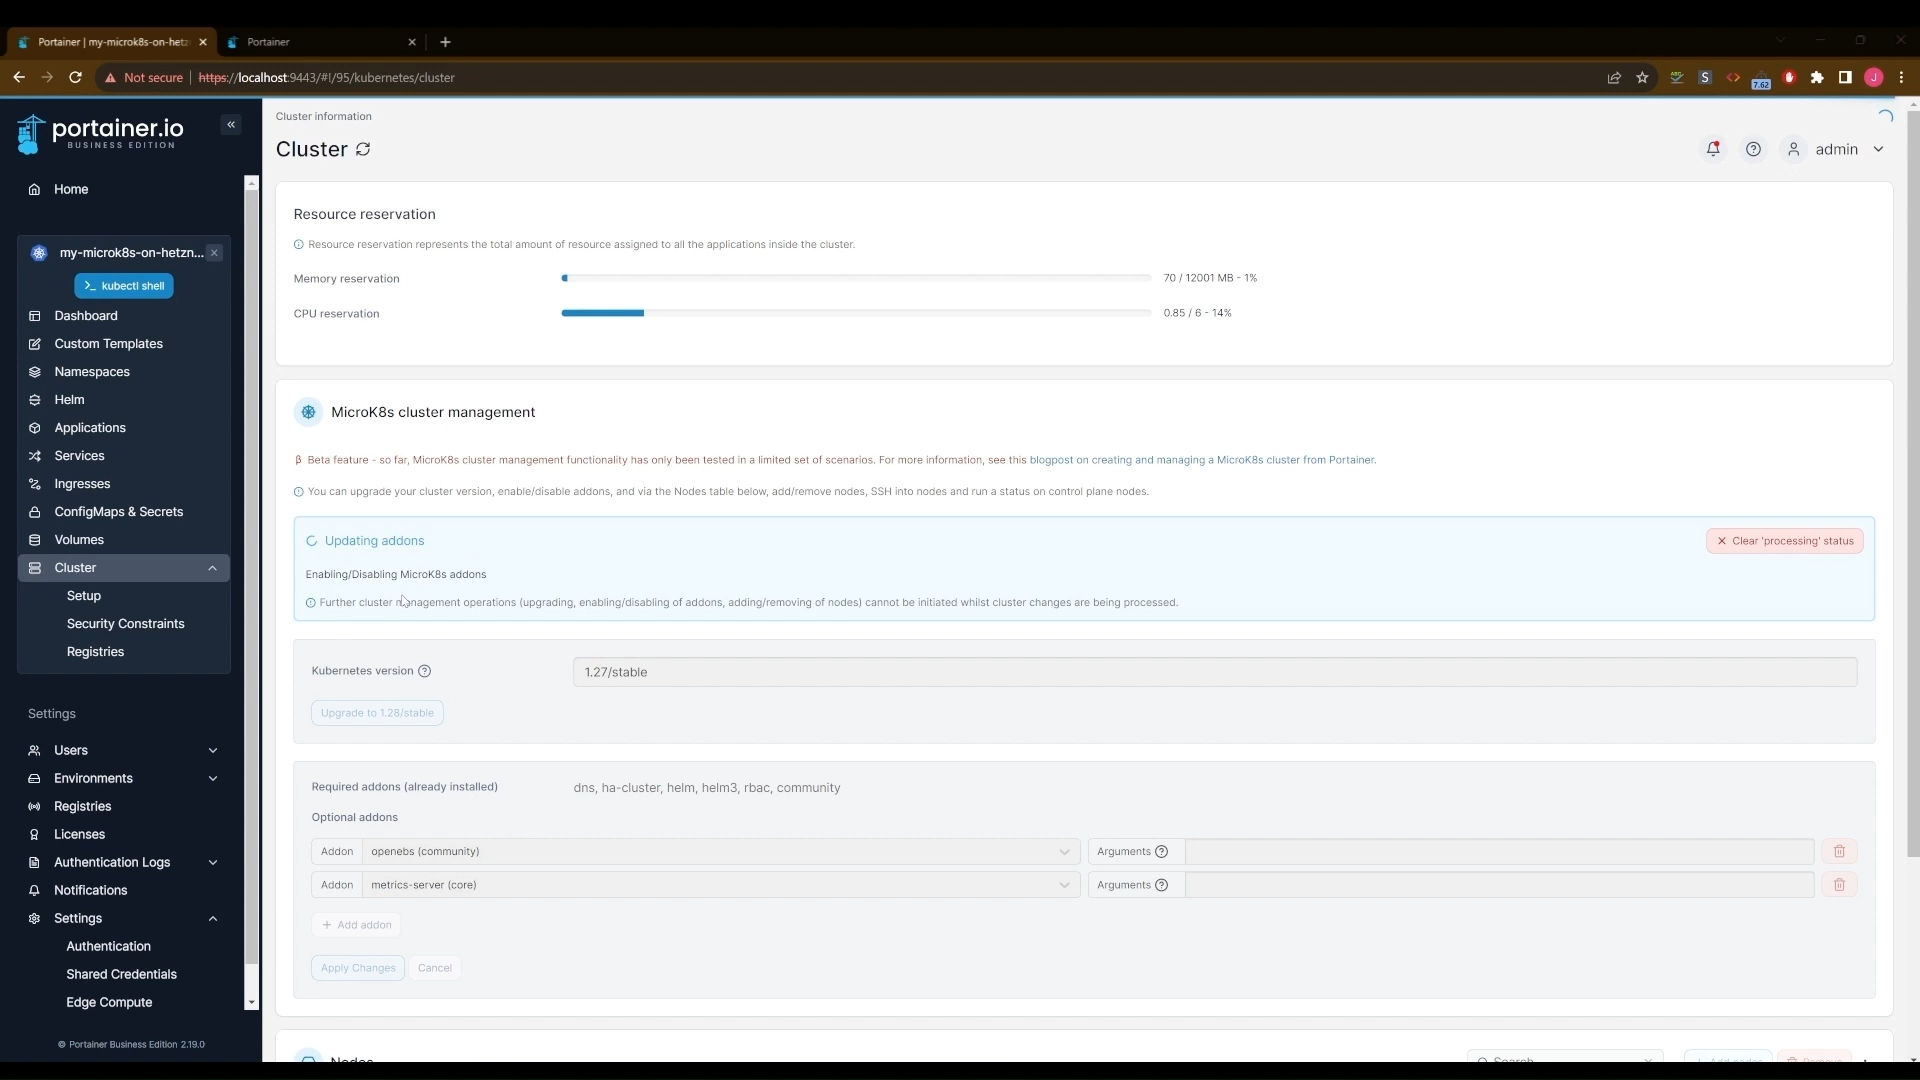 Portainer | my-microk8s-on-hetz
Portainer
Not secure | https://localhost:9443/#!/95/kubernetes/cluster
7.62
S
J
portainer.io
BUSINESS EDITION
Home
my-microk8s-on-hetzn...
>_ kubectl shell
Dashboard
Custom Templates
Namespaces
Helm
Applications
Services
Ingresses
ConfigMaps & Secrets
Volumes
Cluster
Setup
Security Constraints
Registries
Settings
Users
Environments
Registries
Licenses
Authentication Logs
Notifications
Settings
Authentication
Shared Credentials
Edge Compute
© Portainer Business Edition 2.19.0
Cluster information
Cluster
admin
Resource reservation
Resource reservation represents the total amount of resource assigned to all the applications inside the cluster.
Memory reservation 70 / 12001 MB - 1%
CPU reservation 0.85 / 6 - 14%
MicroK8s cluster management
β Beta feature - so far, MicroK8s cluster management functionality has only been tested in a limited set of scenarios. For more information, see this blogpost on creating and managing a MicroK8s cluster from Portainer.
You can upgrade your cluster version, enable/disable addons, and via the Nodes table below, add/remove nodes, SSH into nodes and run a status on control plane nodes.
Updating addons
Clear 'processing' status
Enabling/Disabling MicroK8s addons
Further cluster management operations (upgrading, enabling/disabling of addons, adding/removing of nodes) cannot be initiated whilst cluster changes are being processed.
Kubernetes version 1.27/stable
Upgrade to 1.28/stable
Required addons (already installed) dns, ha-cluster, helm, helm3, rbac, community
Optional addons
Addon openebs (community) Arguments
Addon metrics-server (core) Arguments
+ Add addon
Apply Changes Cancel
Nodes
Search
Add nodes
Remove